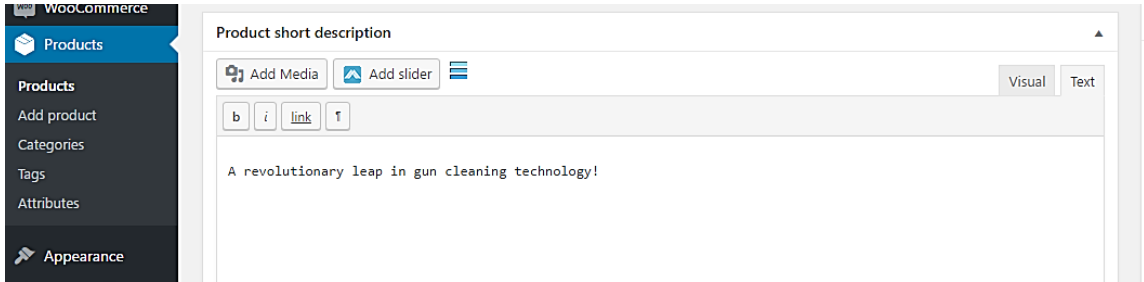 WooCommerce
Products
Products
Add product
Categories
Tags
Attributes
Appearance
Product short description
Add Media Add slider
Visual Text
b i link ¶
A revolutionary leap in gun cleaning technology!